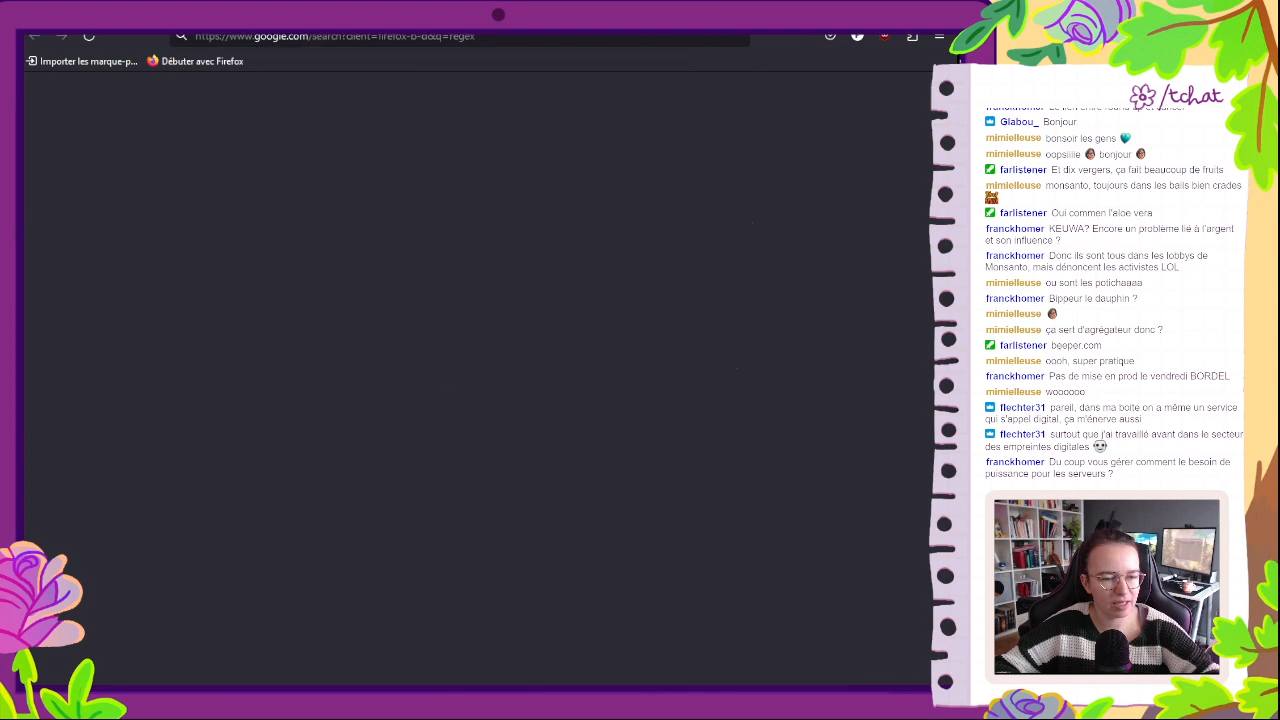 https://www.google.com/search?client=firefox-b-d&q=regex
Importer les marque-p...
Débuter avec Firefox
/tchat
Glabou_ Bonjour
mimielleuse bonsoir les gens
mimielleuse oopsiiiie bonjour
farlistener Et dix vergers, ça fait beaucoup de fruits
mimielleuse monsanto, toujours dans les bails bien crades
farlistener Oui commen l'aloe vera
franckhomer KEUWA? Encore un problème lié à l'argent
et son influence ?
franckhomer Donc ils sont tous dans les lobbys de
Monsanto, mais dénoncent les activistes LOL
mimielleuse ou sont les potichaaaa
franckhomer Bippeur le dauphin ?
mimielleuse
mimielleuse ça sert d'agrégateur donc ?
farlistener beeper.com
mimielleuse oooh, super pratique
franckhomer Pas de mise en prod le vendredi BORDEL
mimielleuse woooooo
flechter31 pareil, dans ma boite on a même un service
qui s'appel digital, ça m'énerve aussi
flechter31 surtout que j'ai travaillé avant dans le secteur
des empreintes digitales
franckhomer Du coup vous gérer comment le besoin de
puissance pour les serveurs ?